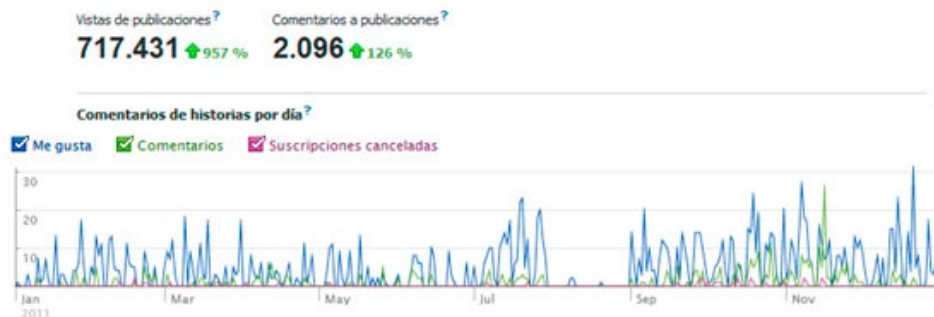 Vistas de publicaciones? Comentarios a publicaciones?
717.431 957 % 2.096 126 %
Comentarios de historias por día?
Me gusta Comentarios Suscripciones canceladas
30
20
10
Jan Mar May Jul Sep Nov
2011